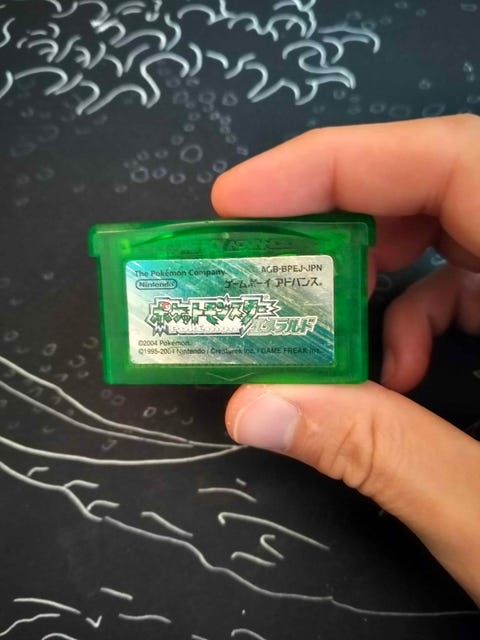 The Pokémon Company AGB-BPEJ-JPN
Nintendo ゲームボーイ アドバンス®
ポケットモンスター
POCKET MONSTERS
エメラルド
©2004 Pokémon.
©1995-2004 Nintendo / Creatures inc. / GAME FREAK inc.